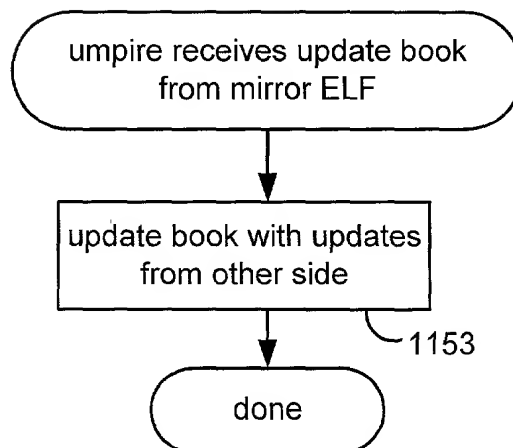 umpire receives update book
from mirror ELF
update book with updates
from other side
1153
done